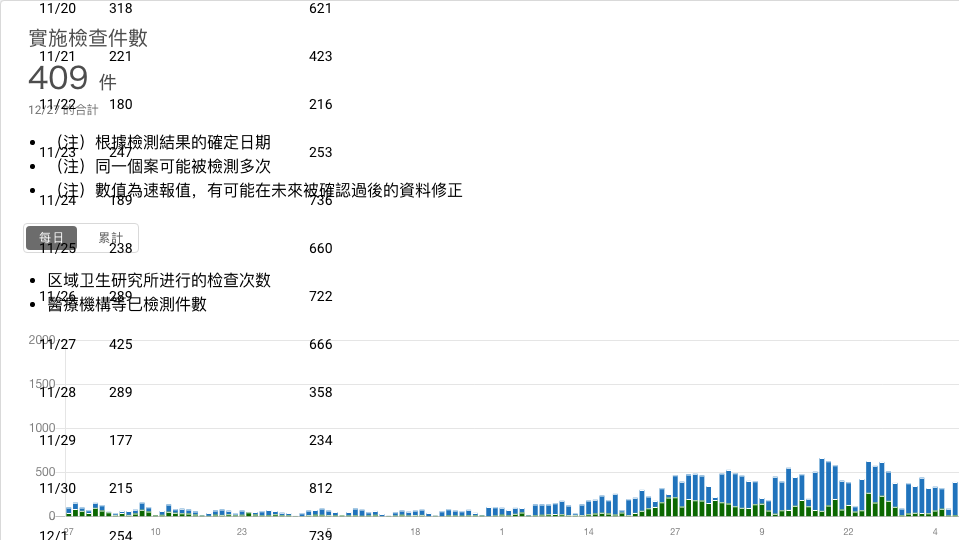 11/20 318 621
實施檢查件數
11/21 221 423
409 件
11/22 180 216
12/27 的合計
（注）根據檢測結果的確定日期
11/23 247 253
（注）同一個案可能被檢測多次
（注）數值為速報值，有可能在未來被確認過後的資料修正
11/24 189 736
每日 累計
11/25 238 660
区域卫生研究所进行的检查次数
11/26 289 722
醫療機構等已檢測件數
2000
11/27 425 666
1500
11/28 289 358
1000
11/29 177 234
500
11/30 215 812
0
27 10 23 5 18 1 14 27 9 22 4
12/1 254 739